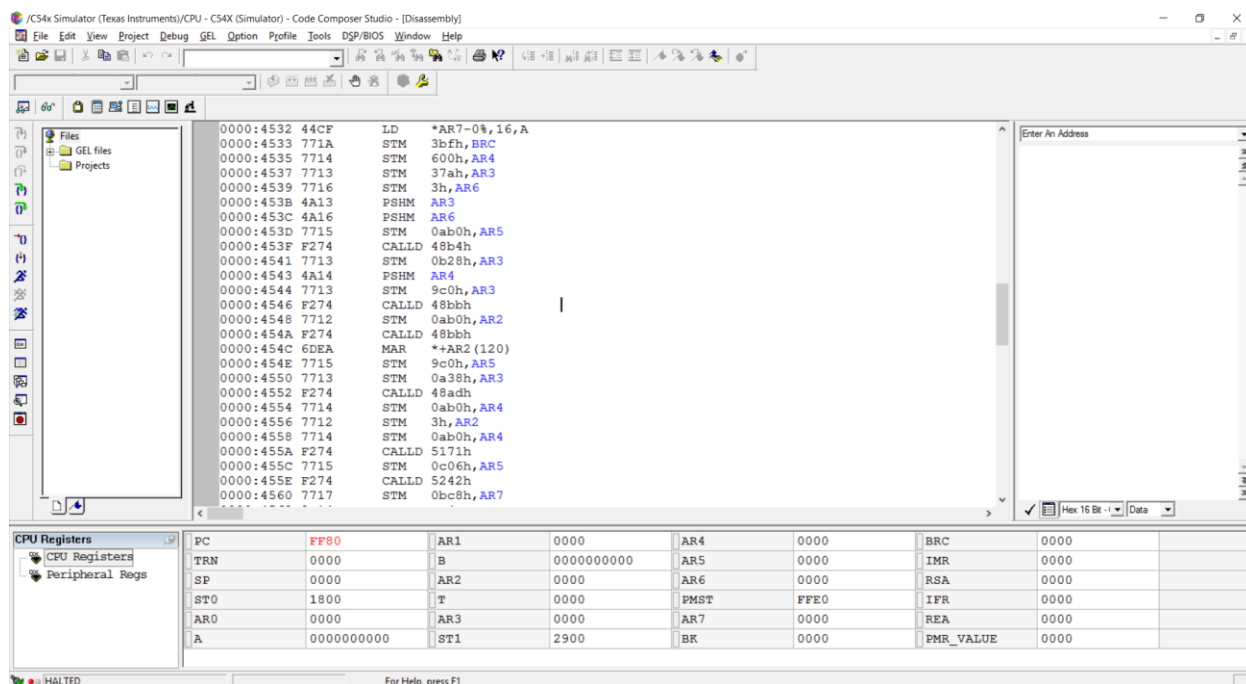 /C54x Simulator (Texas Instruments)/CPU - C54X (Simulator) - Code Composer Studio - [Disassembly]
File Edit View Project Debug GEL Option Profile Tools DSP/BIOS Window Help
Files
GEL files
Projects
0000:4532 44CF LD *AR7-0%,16,A
0000:4533 771A STM 3bfh,BRC
0000:4535 7714 STM 600h,AR4
0000:4537 7713 STM 37ah,AR3
0000:4539 7716 STM 3h,AR6
0000:453B 4A13 PSHM AR3
0000:453C 4A16 PSHM AR6
0000:453D 7715 STM 0ab0h,AR5
0000:453F F274 CALLD 48b4h
0000:4541 7713 STM 0b28h,AR3
0000:4543 4A14 PSHM AR4
0000:4544 7713 STM 9c0h,AR3
0000:4546 F274 CALLD 48bbh
0000:4548 7712 STM 0ab0h,AR2
0000:454A F274 CALLD 48bbh
0000:454C 6DEA MAR *+AR2(120)
0000:454E 7715 STM 9c0h,AR5
0000:4550 7713 STM 0a38h,AR3
0000:4552 F274 CALLD 48adh
0000:4554 7714 STM 0ab0h,AR4
0000:4556 7712 STM 3h,AR2
0000:4558 7714 STM 0ab0h,AR4
0000:455A F274 CALLD 5171h
0000:455C 7715 STM 0c06h,AR5
0000:455E F274 CALLD 5242h
0000:4560 7717 STM 0bc8h,AR7
Enter An Address
Hex 16 Bit - Data
CPU Registers
CPU Registers
Peripheral Regs
PC FF80 AR1 0000 AR4 0000 BRC 0000
TRN 0000 B 0000000000 AR5 0000 IMR 0000
SP 0000 AR2 0000 AR6 0000 RSA 0000
ST0 1800 T 0000 PMST FFE0 IFR 0000
AR0 0000 AR3 0000 AR7 0000 REA 0000
A 0000000000 ST1 2900 BK 0000 PMR_VALUE 0000
HALTED For Help, press F1